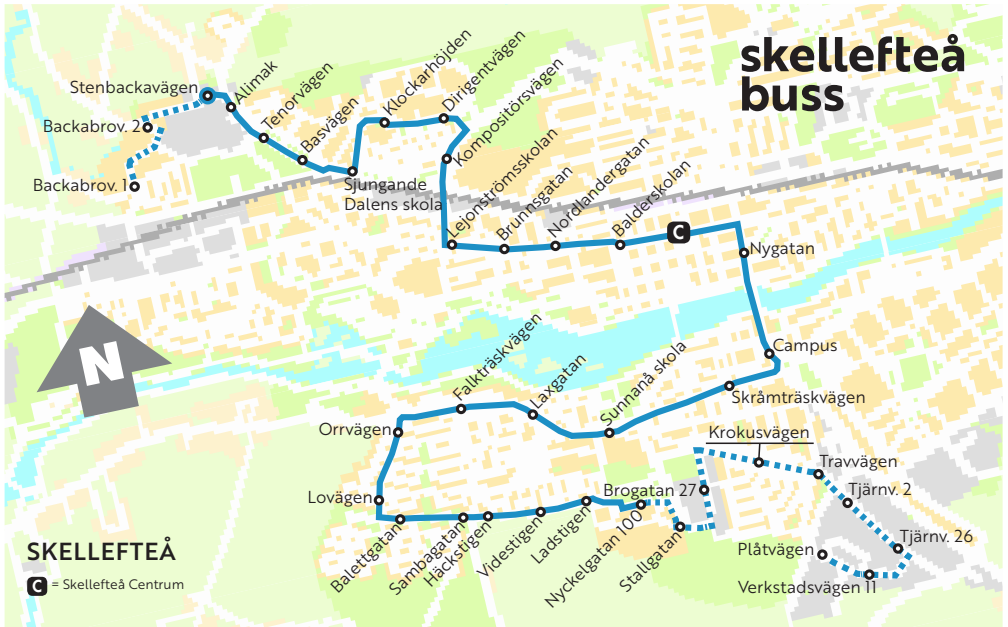 skellefteå
buss
Stenbackavägen
Alimak
Tenorvägen
Basvägen
Klockarhöjden
Dirigentvägen
Kompositörsvägen
Backabrov. 2
Backabrov. 1
Sjungande
Dalens skola
Lejonströmsskolan
Brunnsgatan
Nordlandergatan
Balderskolan
C
Nygatan
N
Campus
Skråmträskvägen
Sunnanå skola
Laxgatan
Falkträskvägen
Orrvägen
Lovägen
Balettgatan
Sambagatan
Häckstigen
Videstigen
Ladstigen
Nyckelgatan 100
Stallgatan
Brogatan 27
Krokusvägen
Travvägen
Tjärnv. 2
Tjärnv. 26
Plåtvägen
Verkstadsvägen 11
SKELLEFTEÅ
C = Skellefteå Centrum